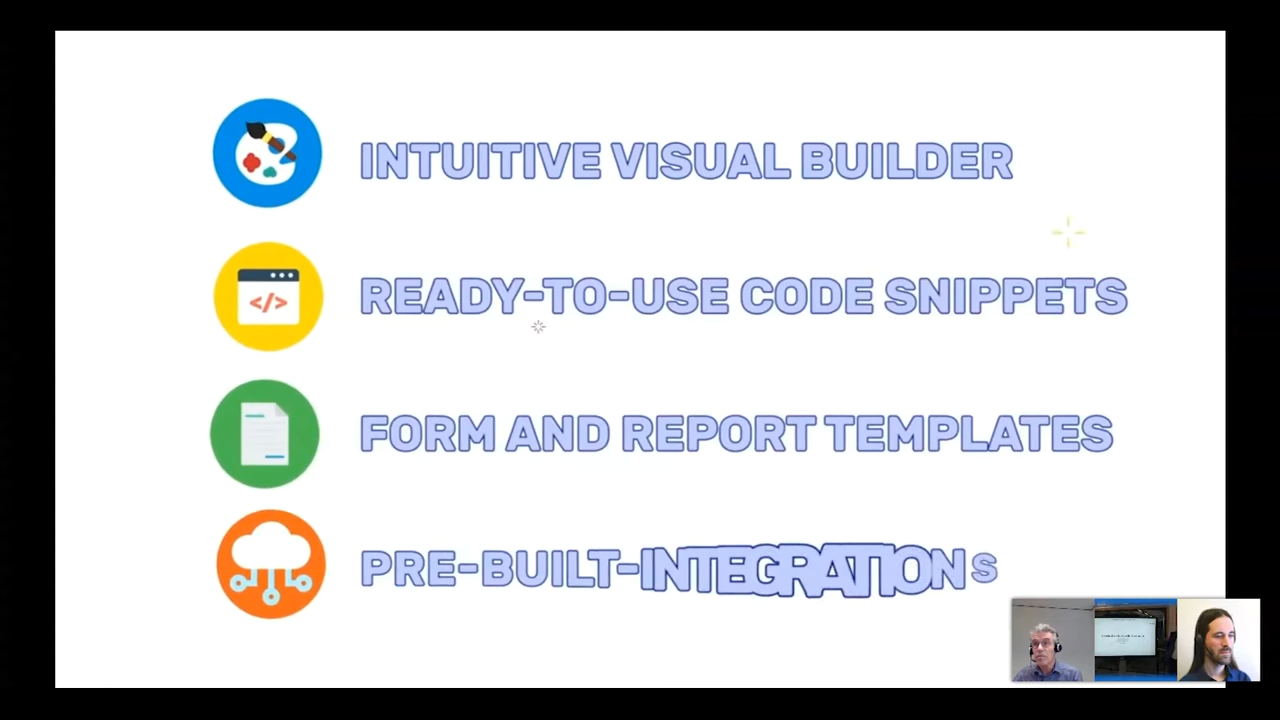 INTUITIVE VISUAL BUILDER
</>
READY-TO-USE CODE SNIPPETS
FORM AND REPORT TEMPLATES
PRE-BUILT-INTEGRATIONS